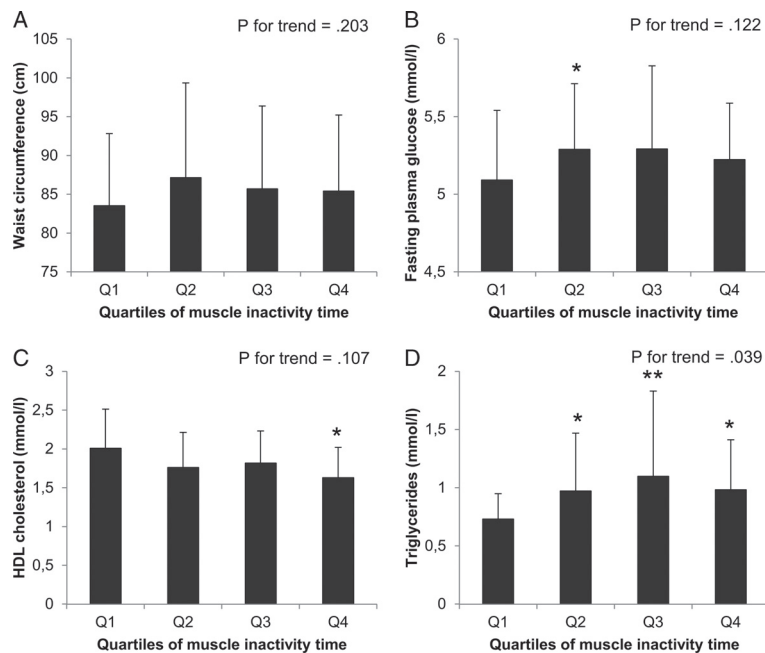 A
P for trend = .203
Waist circumference (cm)
105
100
95
90
85
80
75
Q1 Q2 Q3 Q4
Quartiles of muscle inactivity time
B
P for trend = .122
Fasting plasma glucose (mmol/l)
6
5,5
5
4,5
*
Q1 Q2 Q3 Q4
Quartiles of muscle inactivity time
C
P for trend = .107
HDL cholesterol (mmol/l)
3
2,5
2
1,5
1
0,5
0
*
Q1 Q2 Q3 Q4
Quartiles of muscle inactivity time
D
P for trend = .039
Triglycerides (mmol/l)
2
1,5
1
0,5
0
* ** *
Q1 Q2 Q3 Q4
Quartiles of muscle inactivity time